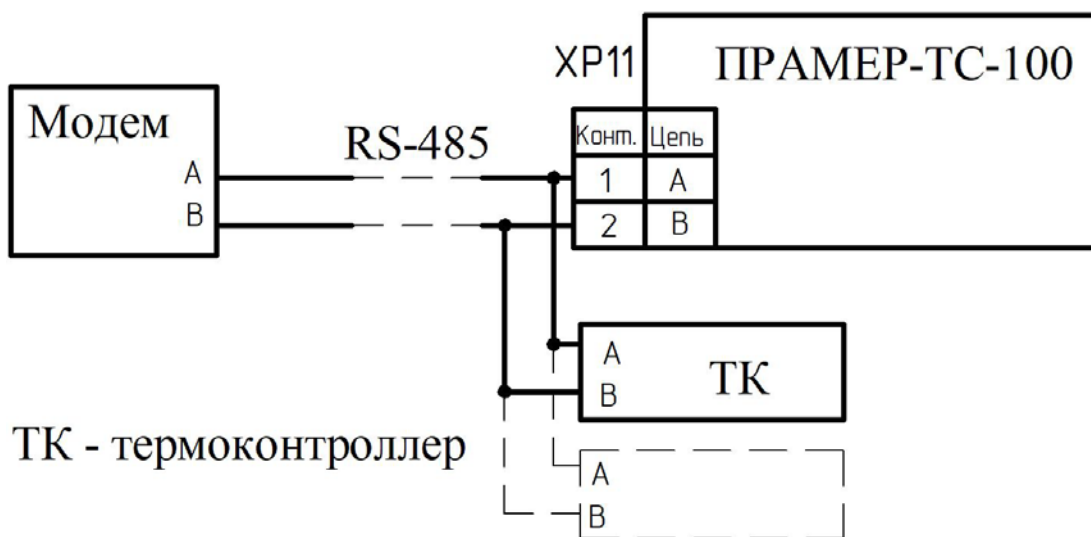 XP11
ПРАМЕР-ТС-100
Модем
A
B
RS-485
Конт. Цепь
1 A
2 B
A
B
ТК
ТК - термоконтроллер
A
B